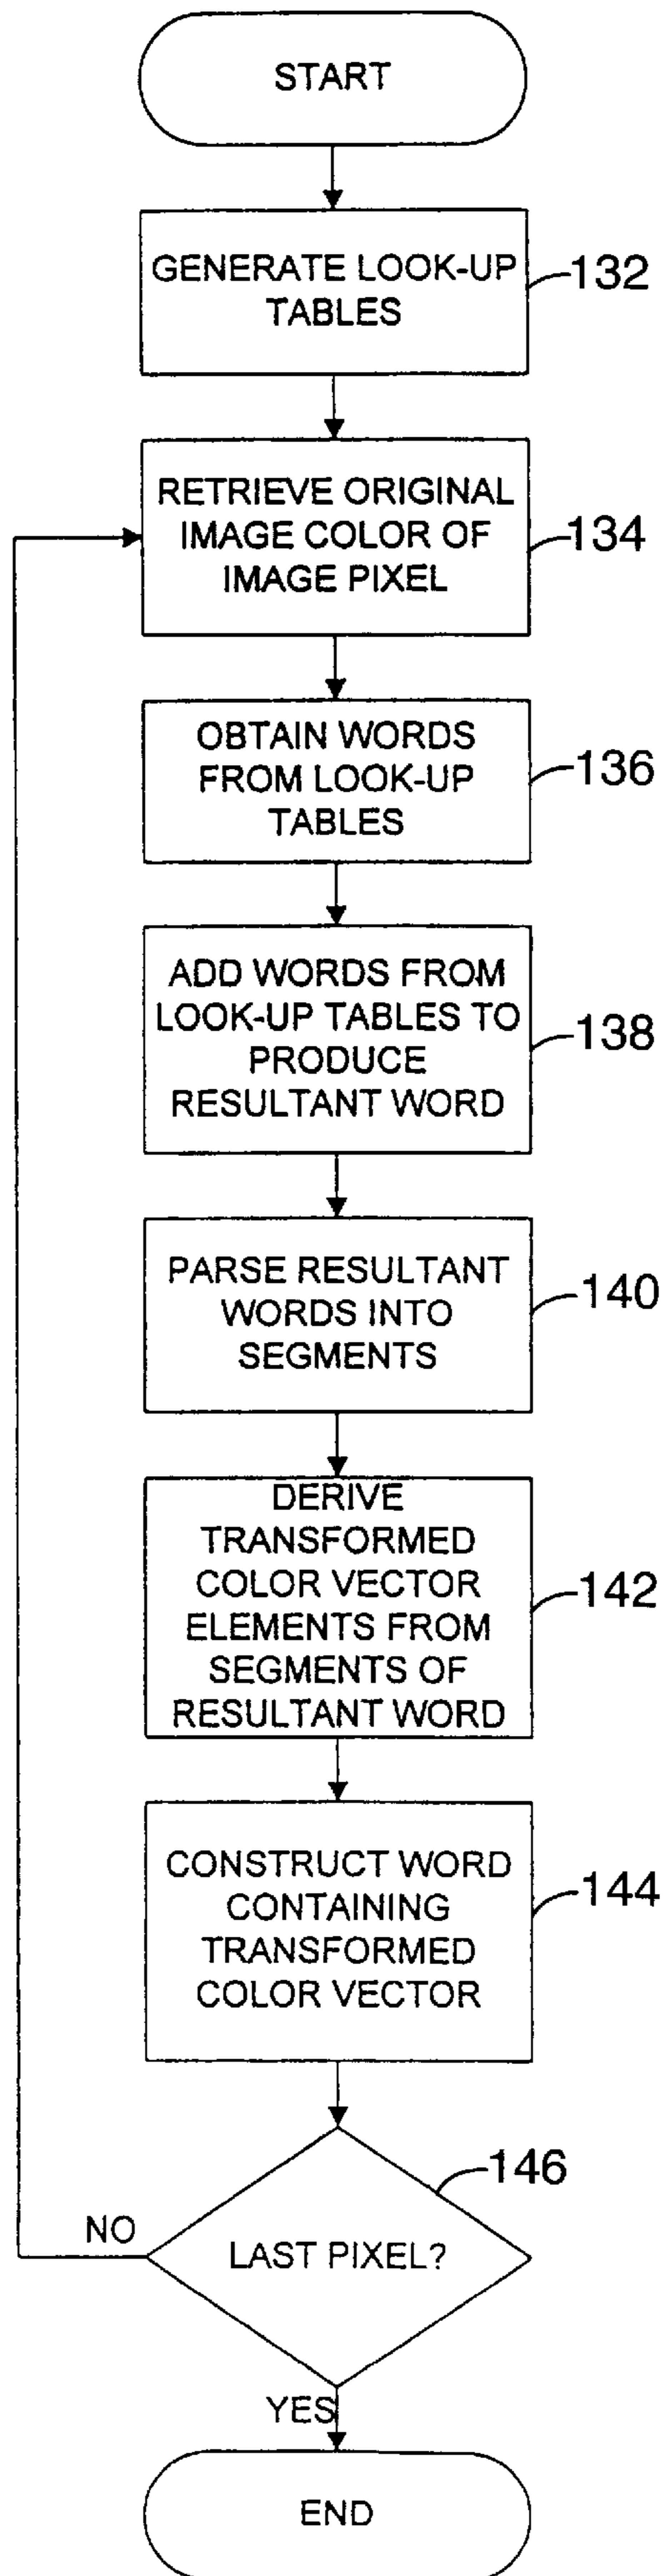 START
GENERATE LOOK-UP
TABLES
132
RETRIEVE ORIGINAL
IMAGE COLOR OF
IMAGE PIXEL
134
OBTAIN WORDS
FROM LOOK-UP
TABLES
136
ADD WORDS FROM
LOOK-UP TABLES TO
PRODUCE
RESULTANT WORD
138
PARSE RESULTANT
WORDS INTO
SEGMENTS
140
DERIVE
TRANSFORMED
COLOR VECTOR
ELEMENTS FROM
SEGMENTS OF
RESULTANT WORD
142
CONSTRUCT WORD
CONTAINING
TRANSFORMED
COLOR VECTOR
144
146
NO
LAST PIXEL?
YES
END